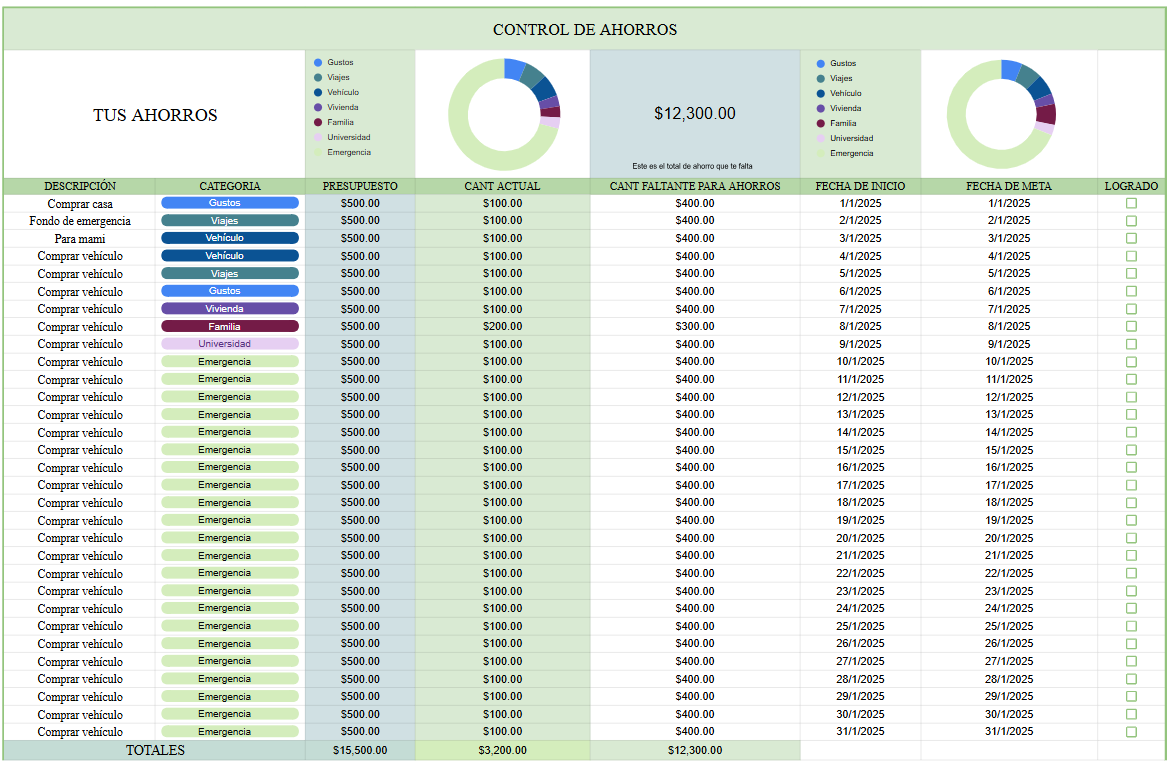 CONTROL DE AHORROS
TUS AHORROS
Gustos
Viajes
Vehículo
Vivienda
Familia
Universidad
Emergencia
$12,300.00
Este es el total de ahorro que te falta
Gustos
Viajes
Vehículo
Vivienda
Familia
Universidad
Emergencia
DESCRIPCIÓN CATEGORIA PRESUPUESTO CANT ACTUAL CANT FALTANTE PARA AHORROS FECHA DE INICIO FECHA DE META LOGRADO
Comprar casa Gustos $500.00 $100.00 $400.00 1/1/2025 1/1/2025
Fondo de emergencia Viajes $500.00 $100.00 $400.00 2/1/2025 2/1/2025
Para mami Vehículo $500.00 $100.00 $400.00 3/1/2025 3/1/2025
Comprar vehículo Vehículo $500.00 $100.00 $400.00 4/1/2025 4/1/2025
Comprar vehículo Viajes $500.00 $100.00 $400.00 5/1/2025 5/1/2025
Comprar vehículo Gustos $500.00 $100.00 $400.00 6/1/2025 6/1/2025
Comprar vehículo Vivienda $500.00 $100.00 $400.00 7/1/2025 7/1/2025
Comprar vehículo Familia $500.00 $200.00 $300.00 8/1/2025 8/1/2025
Comprar vehículo Universidad $500.00 $100.00 $400.00 9/1/2025 9/1/2025
Comprar vehículo Emergencia $500.00 $100.00 $400.00 10/1/2025 10/1/2025
Comprar vehículo Emergencia $500.00 $100.00 $400.00 11/1/2025 11/1/2025
Comprar vehículo Emergencia $500.00 $100.00 $400.00 12/1/2025 12/1/2025
Comprar vehículo Emergencia $500.00 $100.00 $400.00 13/1/2025 13/1/2025
Comprar vehículo Emergencia $500.00 $100.00 $400.00 14/1/2025 14/1/2025
Comprar vehículo Emergencia $500.00 $100.00 $400.00 15/1/2025 15/1/2025
Comprar vehículo Emergencia $500.00 $100.00 $400.00 16/1/2025 16/1/2025
Comprar vehículo Emergencia $500.00 $100.00 $400.00 17/1/2025 17/1/2025
Comprar vehículo Emergencia $500.00 $100.00 $400.00 18/1/2025 18/1/2025
Comprar vehículo Emergencia $500.00 $100.00 $400.00 19/1/2025 19/1/2025
Comprar vehículo Emergencia $500.00 $100.00 $400.00 20/1/2025 20/1/2025
Comprar vehículo Emergencia $500.00 $100.00 $400.00 21/1/2025 21/1/2025
Comprar vehículo Emergencia $500.00 $100.00 $400.00 22/1/2025 22/1/2025
Comprar vehículo Emergencia $500.00 $100.00 $400.00 23/1/2025 23/1/2025
Comprar vehículo Emergencia $500.00 $100.00 $400.00 24/1/2025 24/1/2025
Comprar vehículo Emergencia $500.00 $100.00 $400.00 25/1/2025 25/1/2025
Comprar vehículo Emergencia $500.00 $100.00 $400.00 26/1/2025 26/1/2025
Comprar vehículo Emergencia $500.00 $100.00 $400.00 27/1/2025 27/1/2025
Comprar vehículo Emergencia $500.00 $100.00 $400.00 28/1/2025 28/1/2025
Comprar vehículo Emergencia $500.00 $100.00 $400.00 29/1/2025 29/1/2025
Comprar vehículo Emergencia $500.00 $100.00 $400.00 30/1/2025 30/1/2025
Comprar vehículo Emergencia $500.00 $100.00 $400.00 31/1/2025 31/1/2025
TOTALES $15,500.00 $3,200.00 $12,300.00